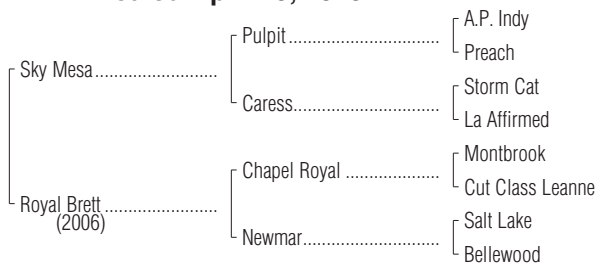 Sky Mesa
Pulpit
A.P. Indy
Preach
Caress
Storm Cat
La Affirmed
Royal Brett
(2006)
Chapel Royal
Montbrook
Cut Class Leanne
Newmar
Salt Lake
Bellewood